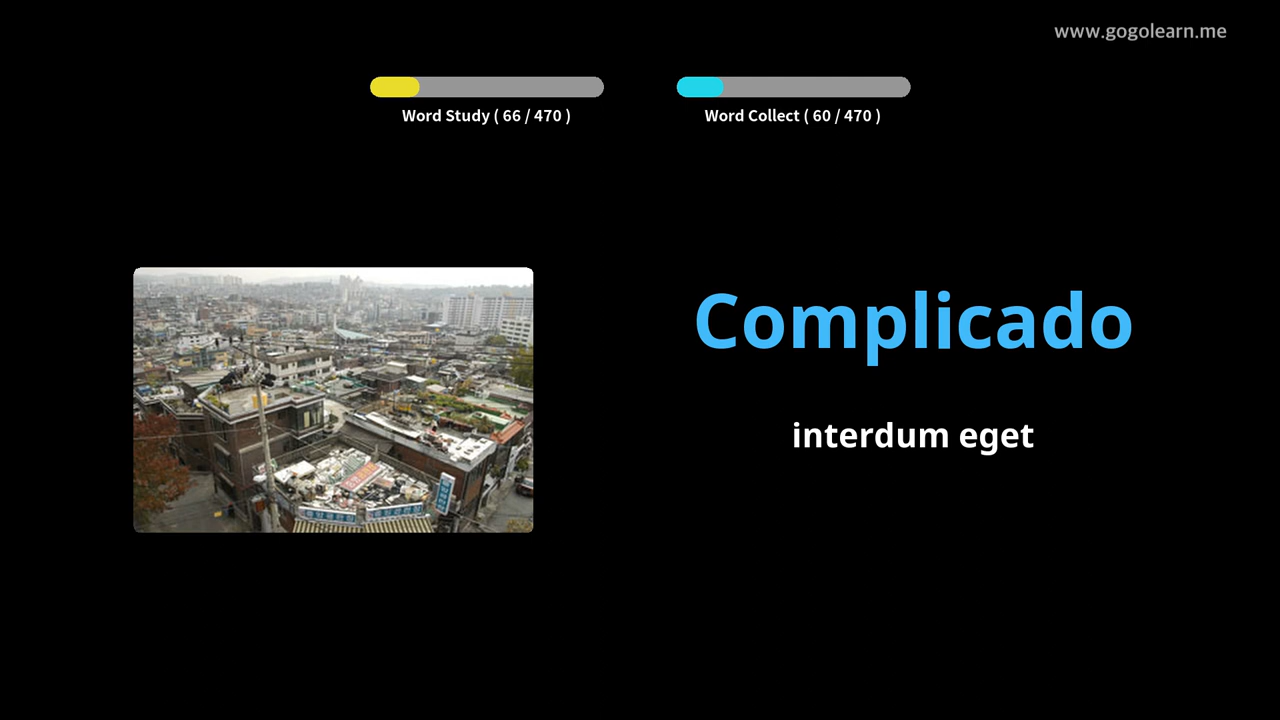 www.gogolearn.me
Word Study ( 66 / 470 )
Word Collect ( 60 / 470 )
Complicado
interdum eget